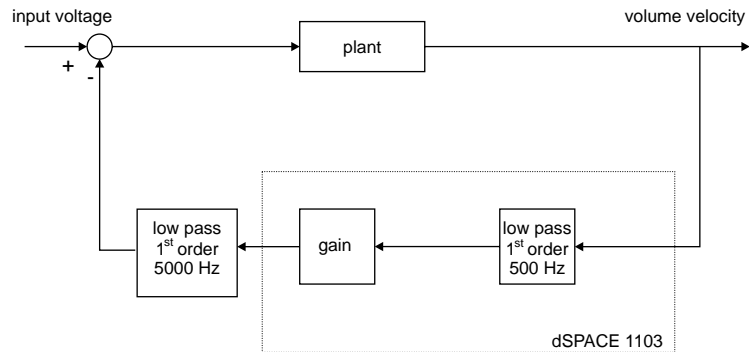 input voltage
volume velocity
plant
+
-
low pass
1st order
5000 Hz
gain
low pass
1st order
500 Hz
dSPACE 1103